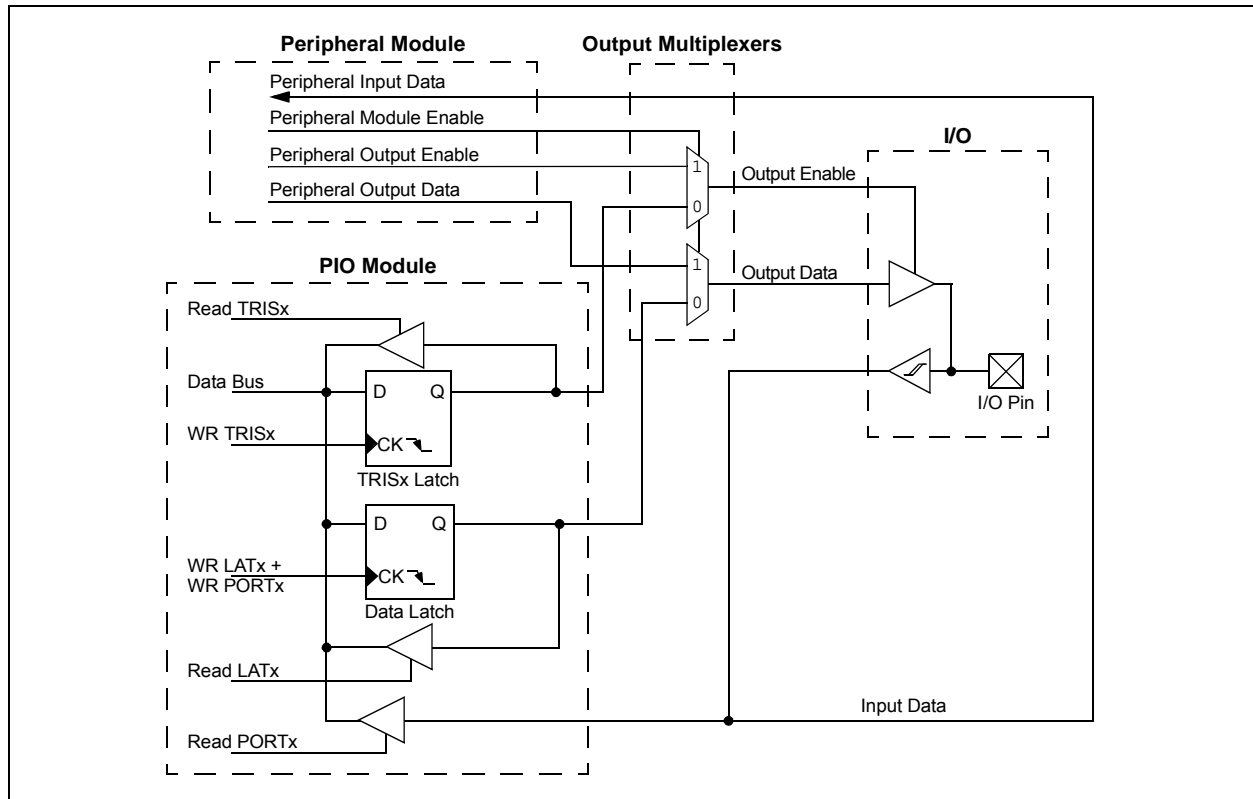 Peripheral Module
Output Multiplexers
Peripheral Input Data
Peripheral Module Enable
Peripheral Output Enable
Peripheral Output Data
1
0
Output Enable
I/O
1
0
Output Data
I/O Pin
PIO Module
Read TRISx
Data Bus
D
Q
WR TRISx
CK
TRISx Latch
D
Q
WR LATx +
WR PORTx
CK
Data Latch
Read LATx
Input Data
Read PORTx